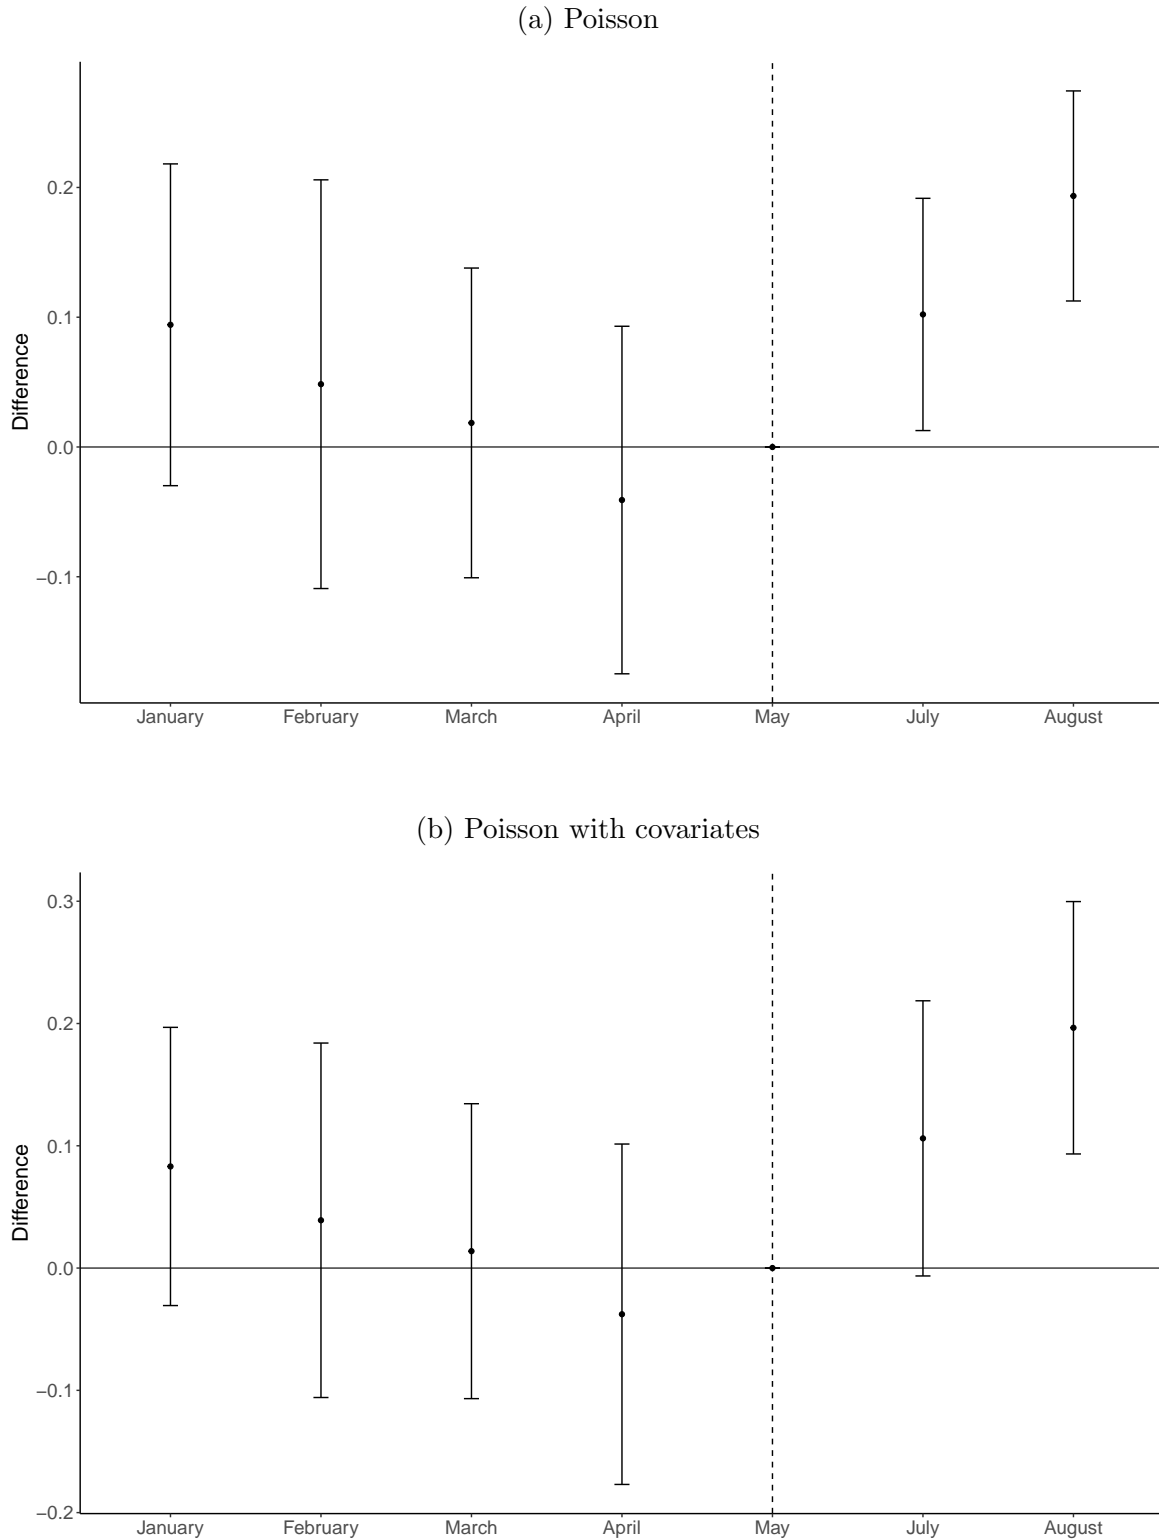 (a) Poisson
0.2
0.1
0.0
−0.1
Difference
January February March April May July August
(b) Poisson with covariates
0.3
0.2
0.1
0.0
−0.1
−0.2
Difference
January February March April May July August